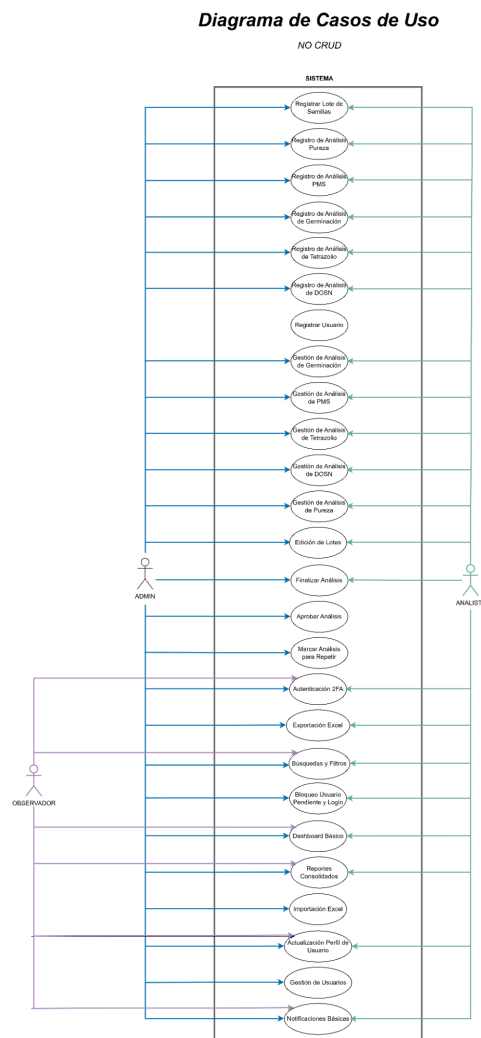 Diagrama de Casos de Uso
NO CRUD
SISTEMA
Registrar Lote de
Semillas
Registro de Análisis
Pureza
Registro de Análisis
PMS
Registro de Análisis
de Germinación
Registro de Análisis
de Tetrazolio
Registro de Análisis
de DOSN
Registrar Usuario
Gestión de Análisis
de Germinación
Gestión de Análisis
de PMS
Gestión de Análisis
de Tetrazolio
Gestión de Análisis
de DOSN
Gestión de Análisis
de Pureza
Edición de Lotes
ADMIN
Finalizar Análisis
ANALIST
Aprobar Análisis
Marcar Análisis
para Repetir
Autenticación 2FA
Exportación Excel
Búsquedas y Filtros
OBSERVADOR
Bloqueo Usuario
Pendiente y Login
Dashboard Básico
Reportes
Consolidados
Importación Excel
Actualización Perfil de
Usuario
Gestión de Usuarios
Notificaciones Básicas